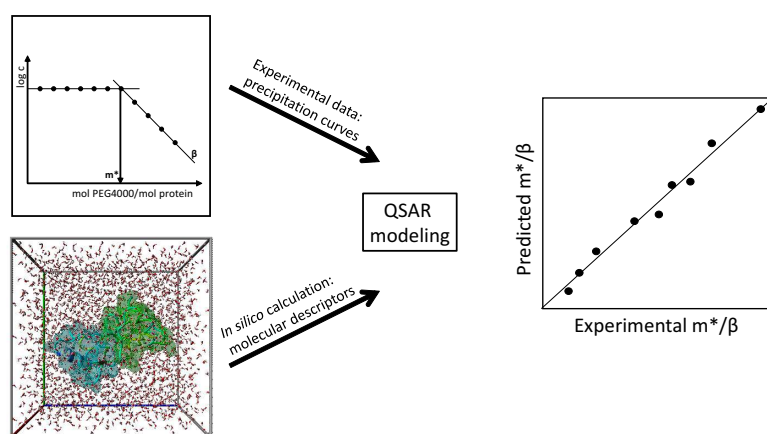 log c
m*
β
mol PEG4000/mol protein
Experimental data:
precipitation curves
In silico calculation:
molecular descriptors
QSAR
modeling
Predicted m*/β
Experimental m*/β